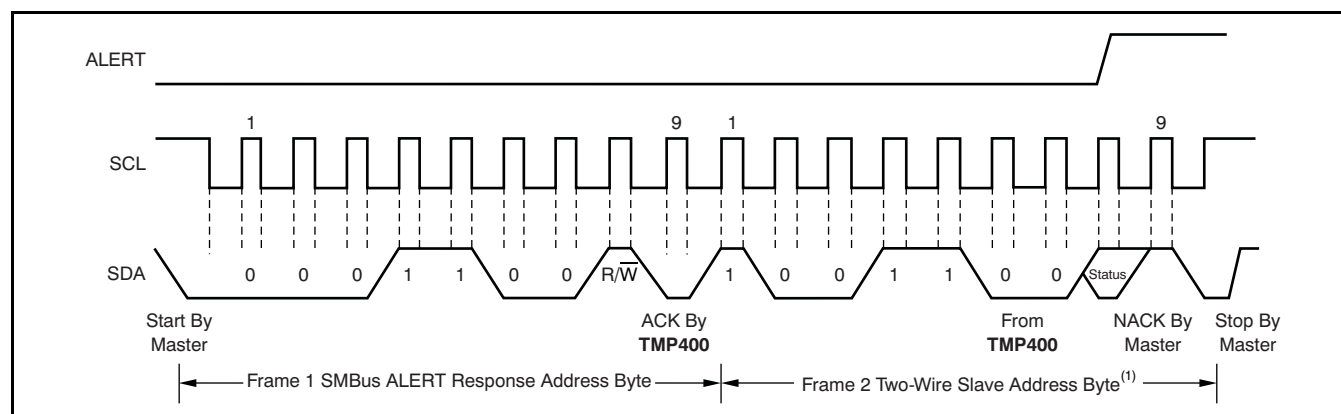 ALERT
1 9 1 9
SCL
SDA 0 0 0 1 1 0 0 R/W̅ 1 0 0 1 1 0 0 Status
Start By Master
ACK By TMP400
From TMP400
NACK By Master
Stop By Master
Frame 1 SMBus ALERT Response Address Byte
Frame 2 Two-Wire Slave Address Byte(1)